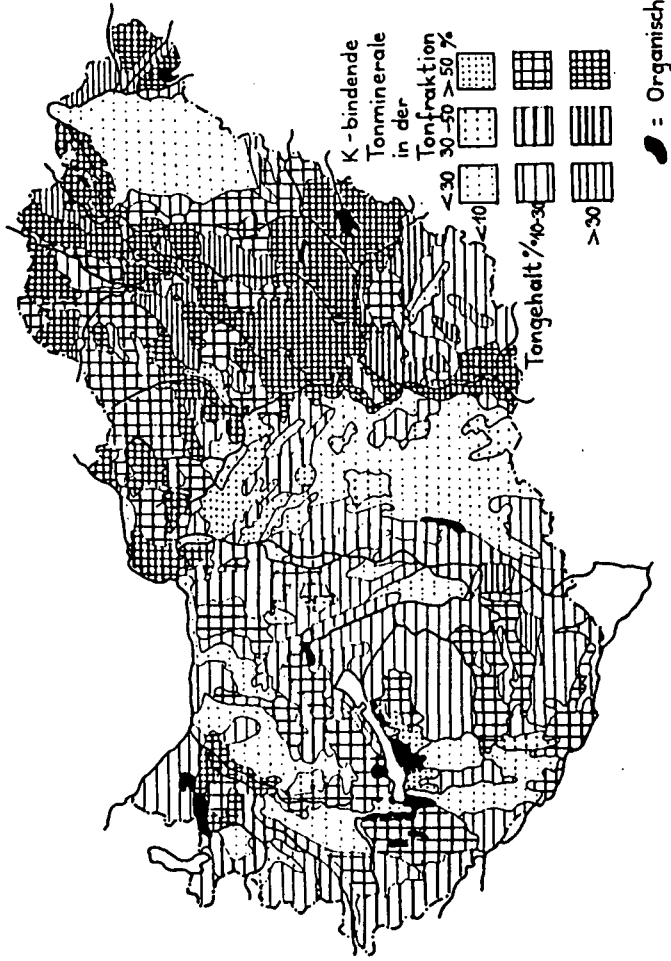 K-bindende
Tonminerale
in der
Tonfraktion
<30 30-50 >50 %
Tongehalt %
<10
10-30
>30
= Organisch